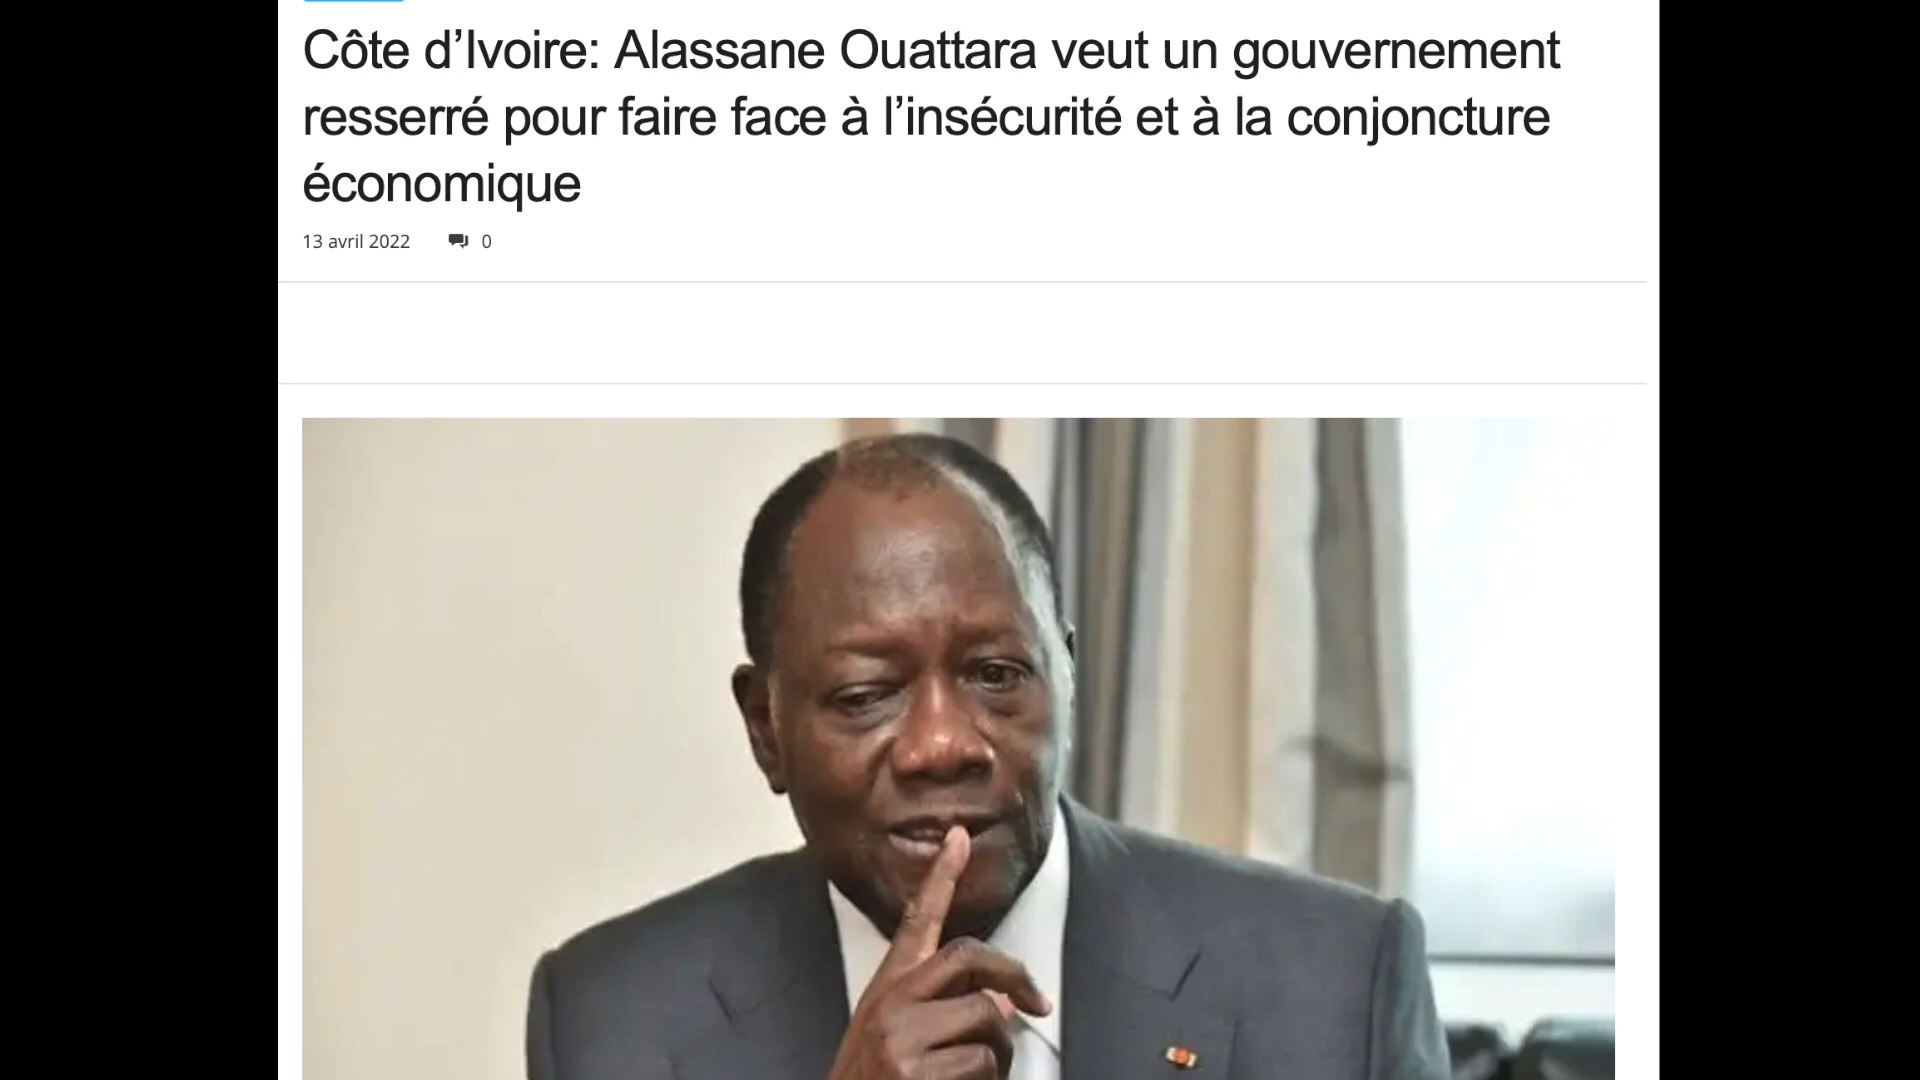 Côte d’Ivoire: Alassane Ouattara veut un gouvernement
resserré pour faire face à l’insécurité et à la conjoncture
économique
13 avril 2022 0